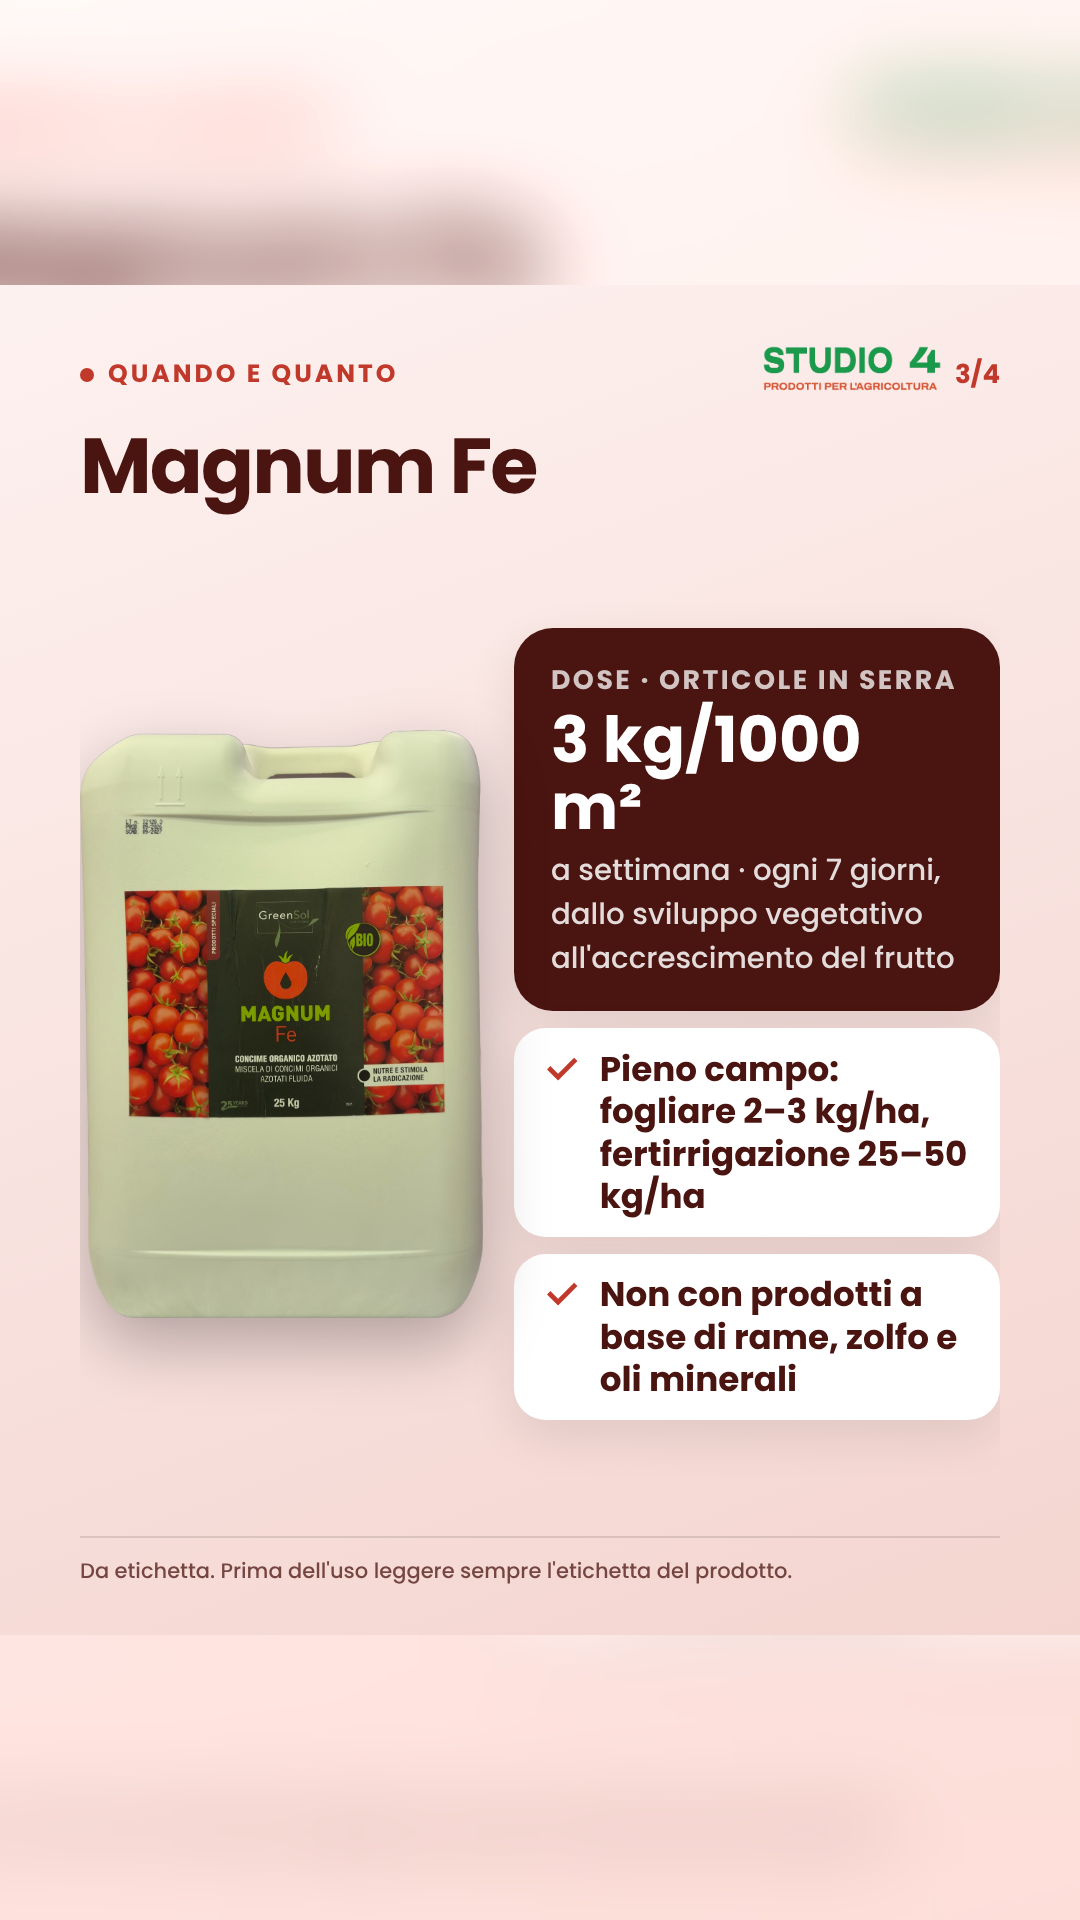 QUANDO E QUANTO
STUDIO 4
PRODOTTI PER L'AGRICOLTURA
3/4
Magnum Fe
DOSE · ORTICOLE IN SERRA
3 kg/1000
m²
a settimana · ogni 7 giorni,
dallo sviluppo vegetativo
all'accrescimento del frutto
PRODOTTI SPECIALI
GreenSol
BIO
MAGNUM
Fe
CONCIME ORGANICO AZOTATO
MISCELA DI CONCIMI ORGANICI
AZOTATI FLUIDA
NUTRE E STIMOLA
LA RADICAZIONE
25 Kg
Pieno campo:
fogliare 2–3 kg/ha,
fertirrigazione 25–50
kg/ha
Non con prodotti a
base di rame, zolfo e
oli minerali
Da etichetta. Prima dell'uso leggere sempre l'etichetta del prodotto.